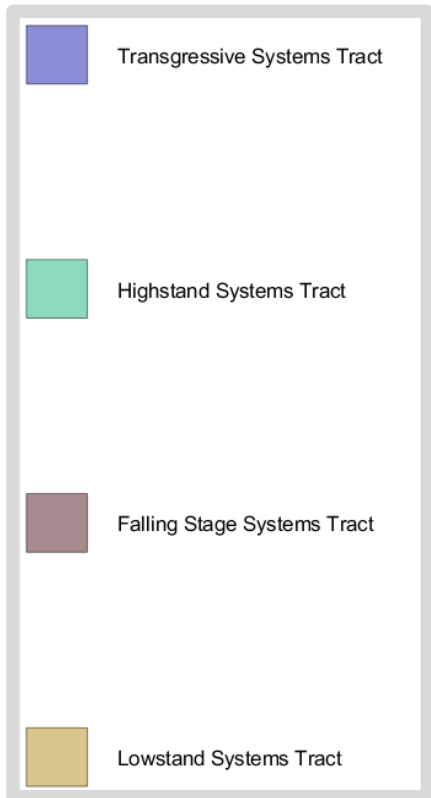 Transgressive Systems Tract
Highstand Systems Tract
Falling Stage Systems Tract
Lowstand Systems Tract